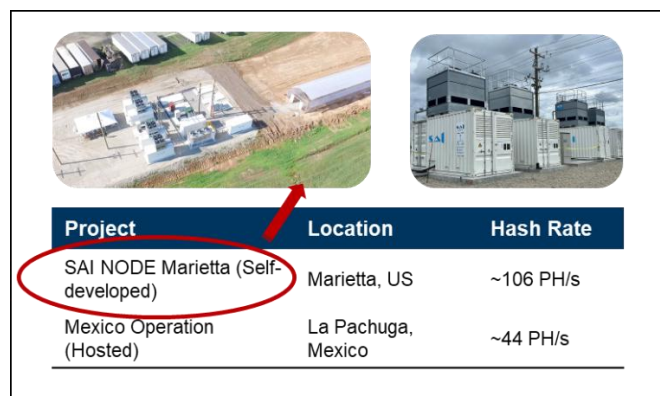 SAI
Project Location Hash Rate
SAI NODE Marietta (Self-
developed) Marietta, US ~106 PH/s
Mexico Operation
(Hosted) La Pachuga,
Mexico ~44 PH/s